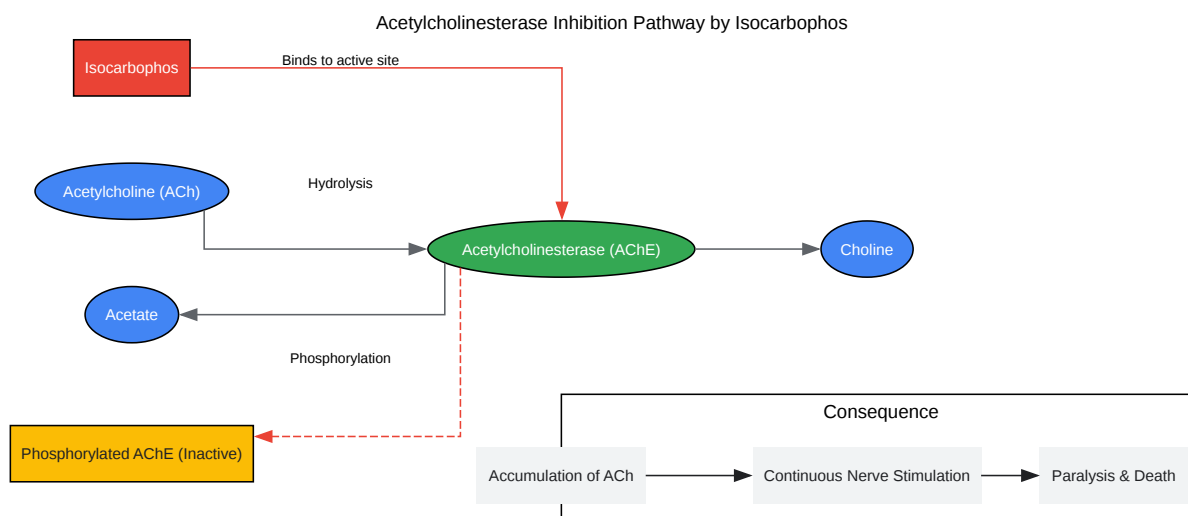 Acetylcholinesterase Inhibition Pathway by Isocarbophos
Isocarbophos
Binds to active site
Acetylcholine (ACh)
Hydrolysis
Acetylcholinesterase (AChE)
Choline
Acetate
Phosphorylation
Phosphorylated AChE (Inactive)
Consequence
Accumulation of ACh
Continuous Nerve Stimulation
Paralysis & Death